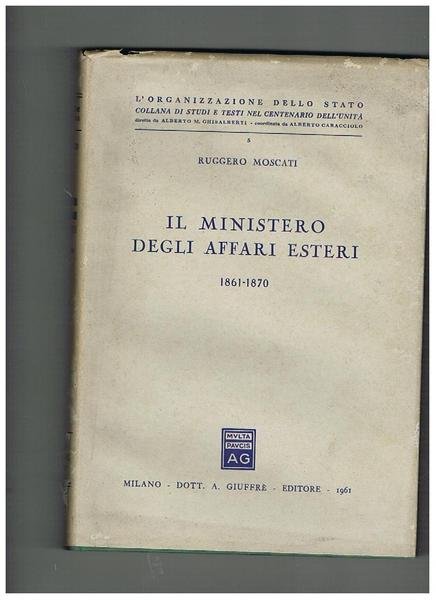 L'ORGANIZZAZIONE DELLO STATO
COLLANA DI STUDI E TESTI NEL CENTENARIO DELL'UNITÀ
diretta da ALBERTO M. GHISALBERTI - coordinata da ALBERTO CARACCIOLO
8
RUGGERO MOSCATI
IL MINISTERO
DEGLI AFFARI ESTERI
1861-1870
MVLTA
PAVCIS
AG
MILANO - DOTT. A. GIUFFRÈ - EDITORE - 1961